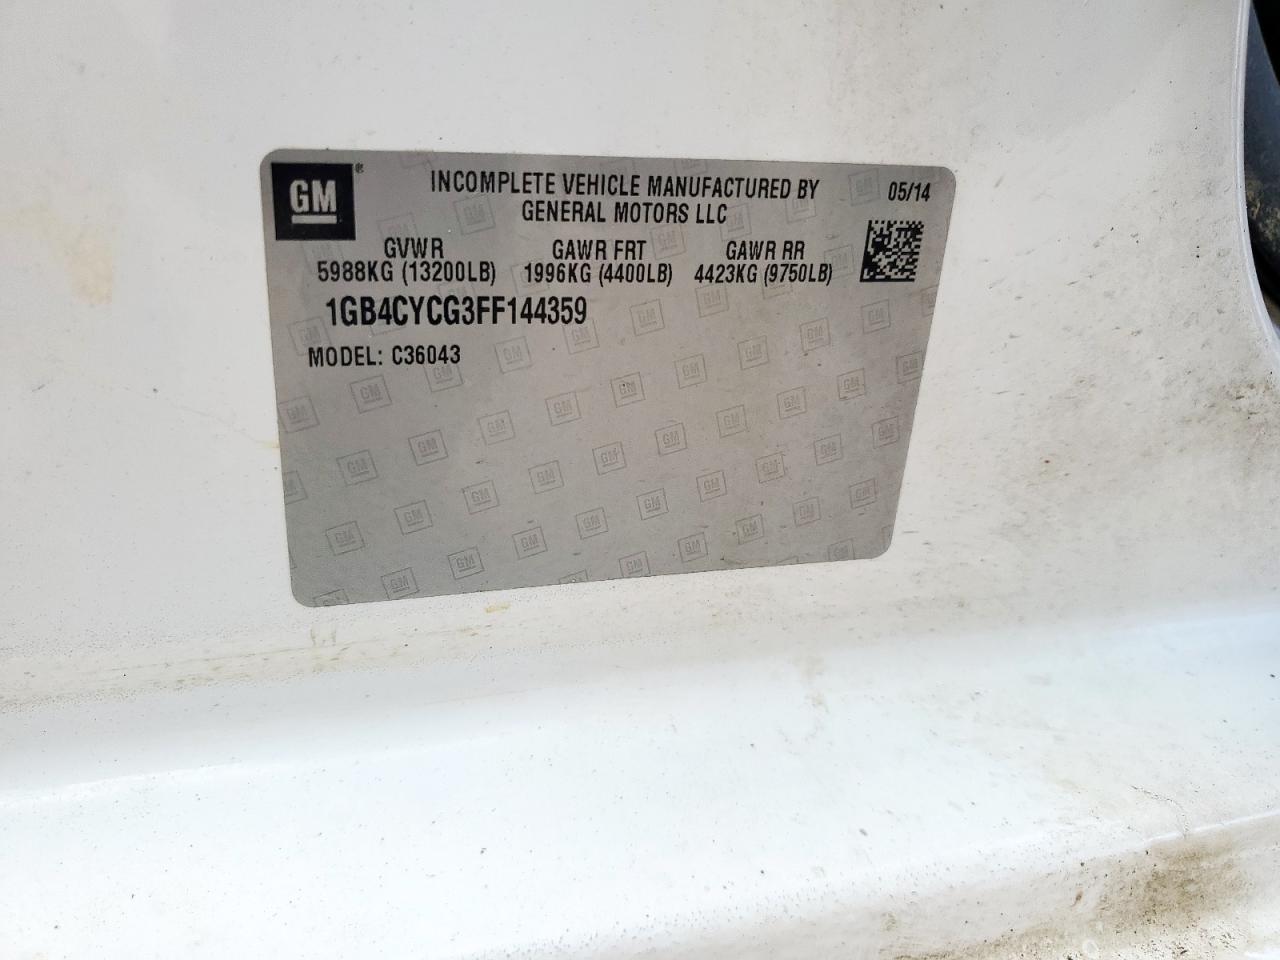 GM®
INCOMPLETE VEHICLE MANUFACTURED BY
GENERAL MOTORS LLC
05/14
GVWR GAWR FRT GAWR RR
5988KG (13200LB) 1996KG (4400LB) 4423KG (9750LB)
1GB4CYCG3FF144359
MODEL: C36043